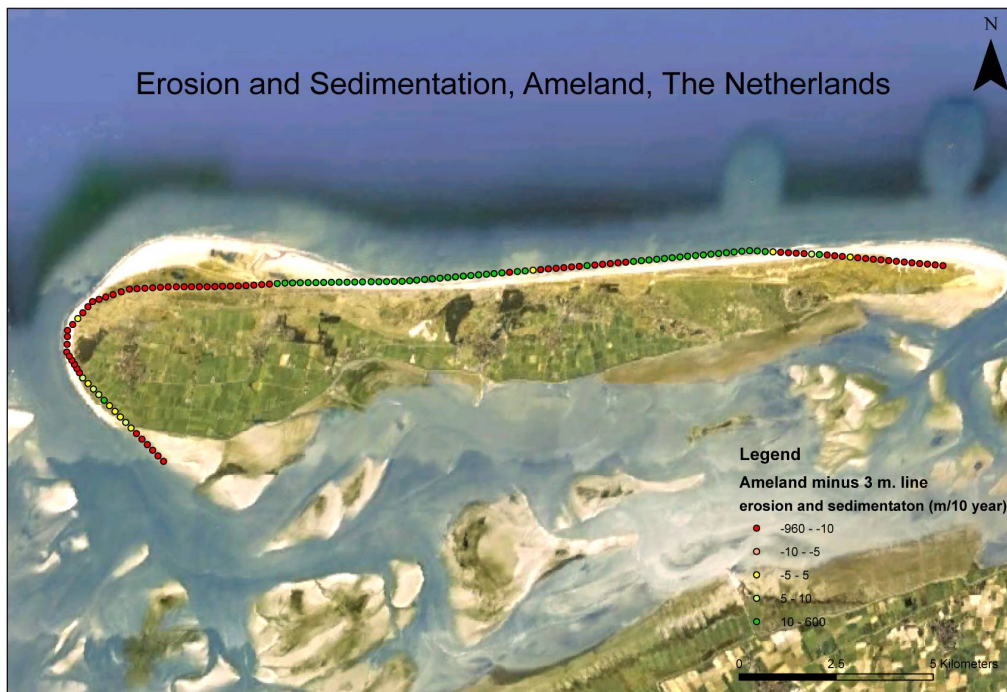 N
Erosion and Sedimentation, Ameland, The Netherlands
Legend
Ameland minus 3 m. line
erosion and sedimentaton (m/10 year)
-960 - -10
-10 - -5
-5 - 5
5 - 10
10 - 600
0 2.5 5 Kilometers